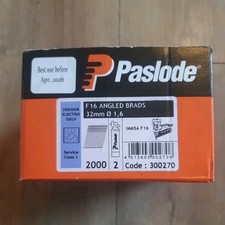 Best use before
Apr. 2026
Paslode
F16 ANGLED BRADS
32mm Ø 1,6
INDOOR
ELECTRO
GALV
IM65A F16
Service
Class 1
2000
2
Code : 300270